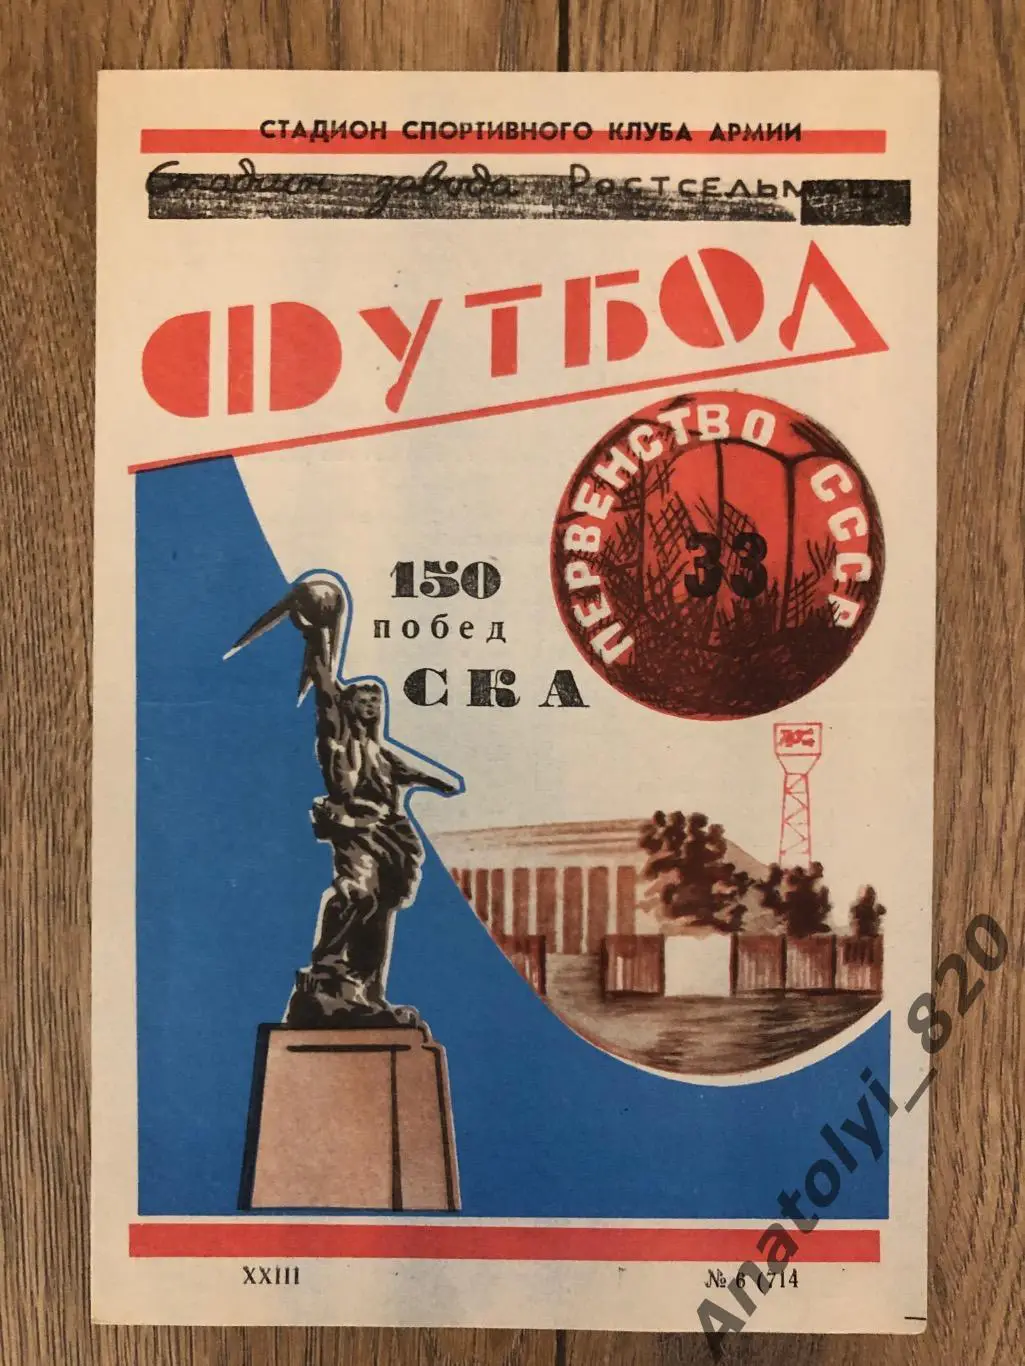 СТАДИОН СПОРТИВНОГО КЛУБА АРМИИ
Стадион завода Ростсельмаш
ФУТБОЛ
ПЕРВЕНСТВО СССР
33
150
побед
СКА
XXIII
№ 6 (714
Anatolyi_820